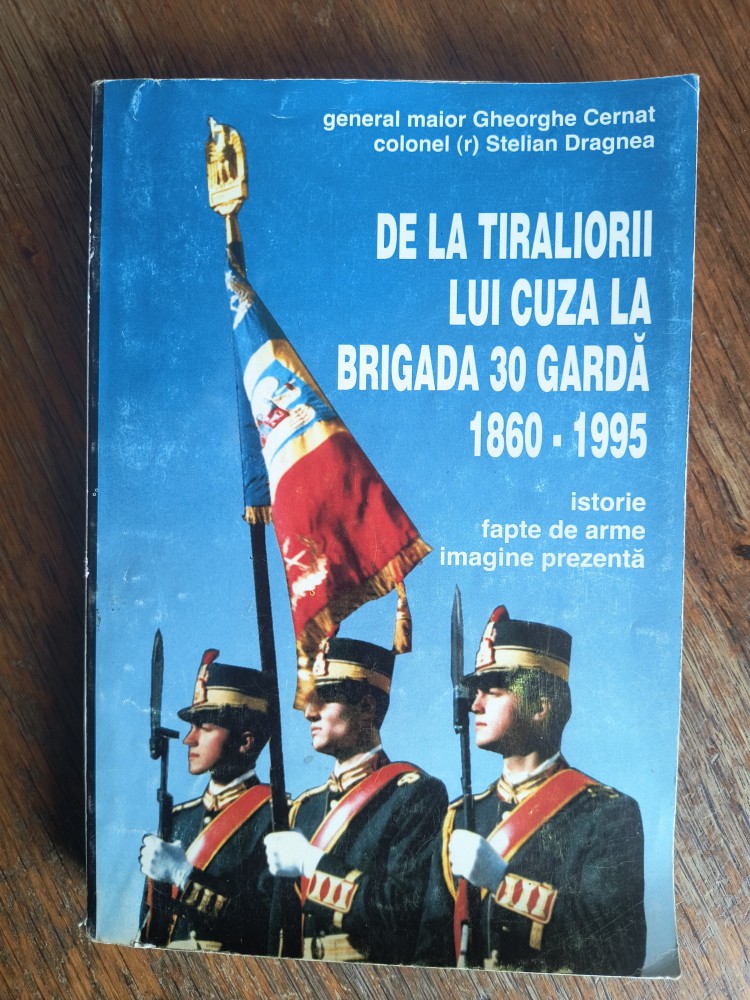 general maior Gheorghe Cernat
colonel (r) Stelian Dragnea
DE LA TIRALIORII
LUI CUZA LA
BRIGADA 30 GARDĂ
1860 - 1995
istorie
fapte de arme
imagine prezentă